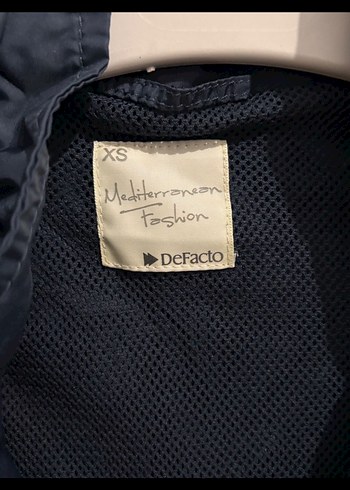 XS
Mediterranean
Fashion
DeFacto